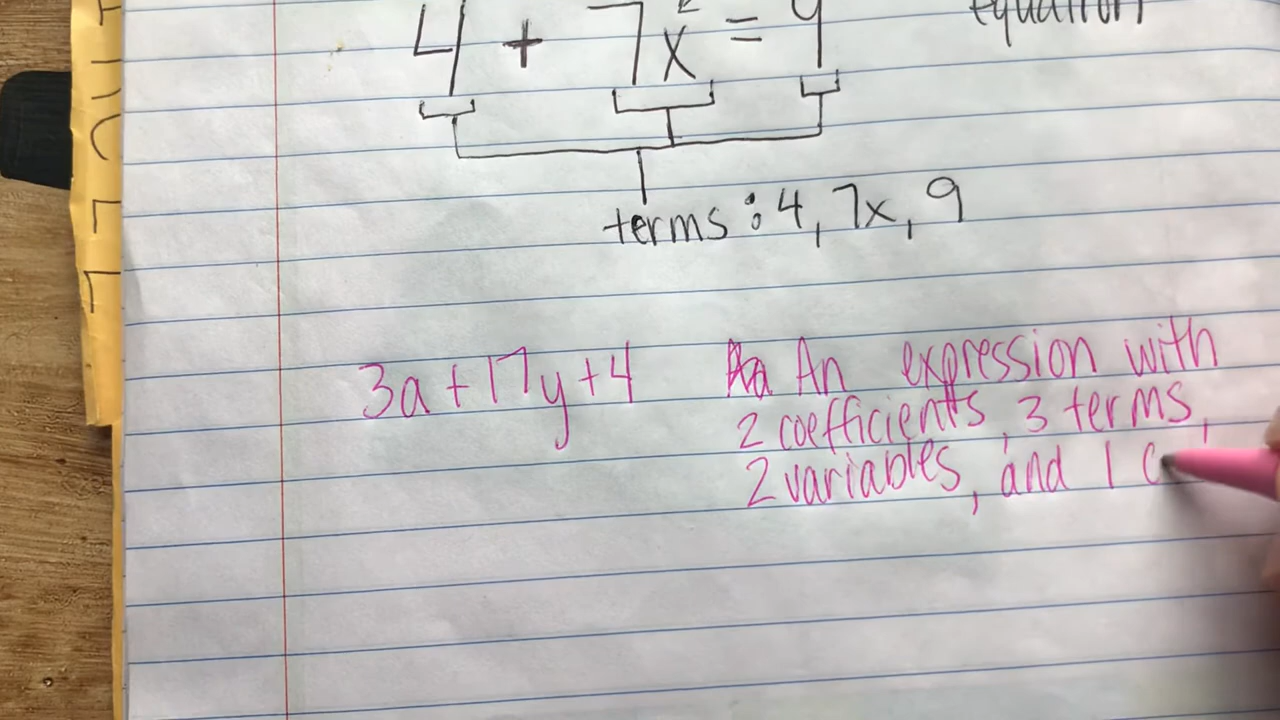 4 + 7x² = 9 equation
terms : 4, 7x, 9
3a + 17y + 4 An expression with
2 coefficients, 3 terms,
2 variables, and 1 c